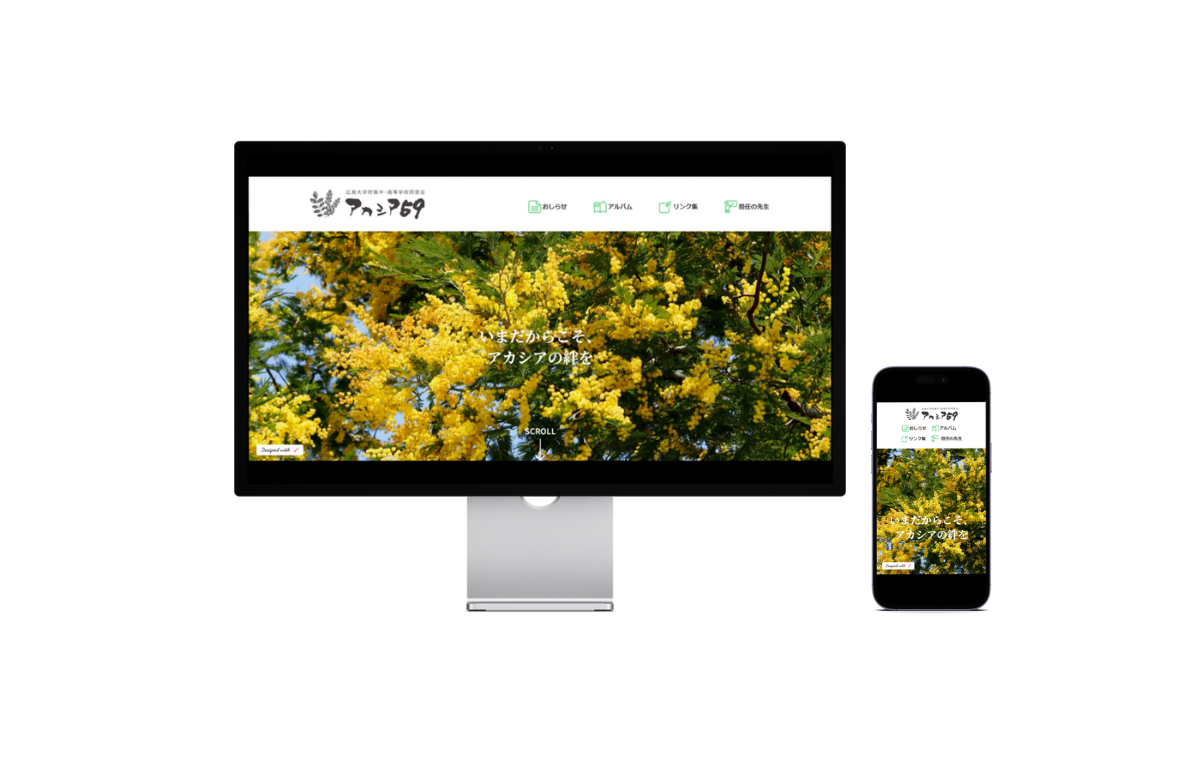 広島大学附属中・高等学校同窓会
アカシア59
おしらせ
アルバム
リンク集
担任の先生
いまだからこそ、
アカシアの絆を
SCROLL
Designed with
アカシア59
おしらせ
アルバム
リンク集
担任の先生
いまだからこそ、
アカシアの絆を
Designed with